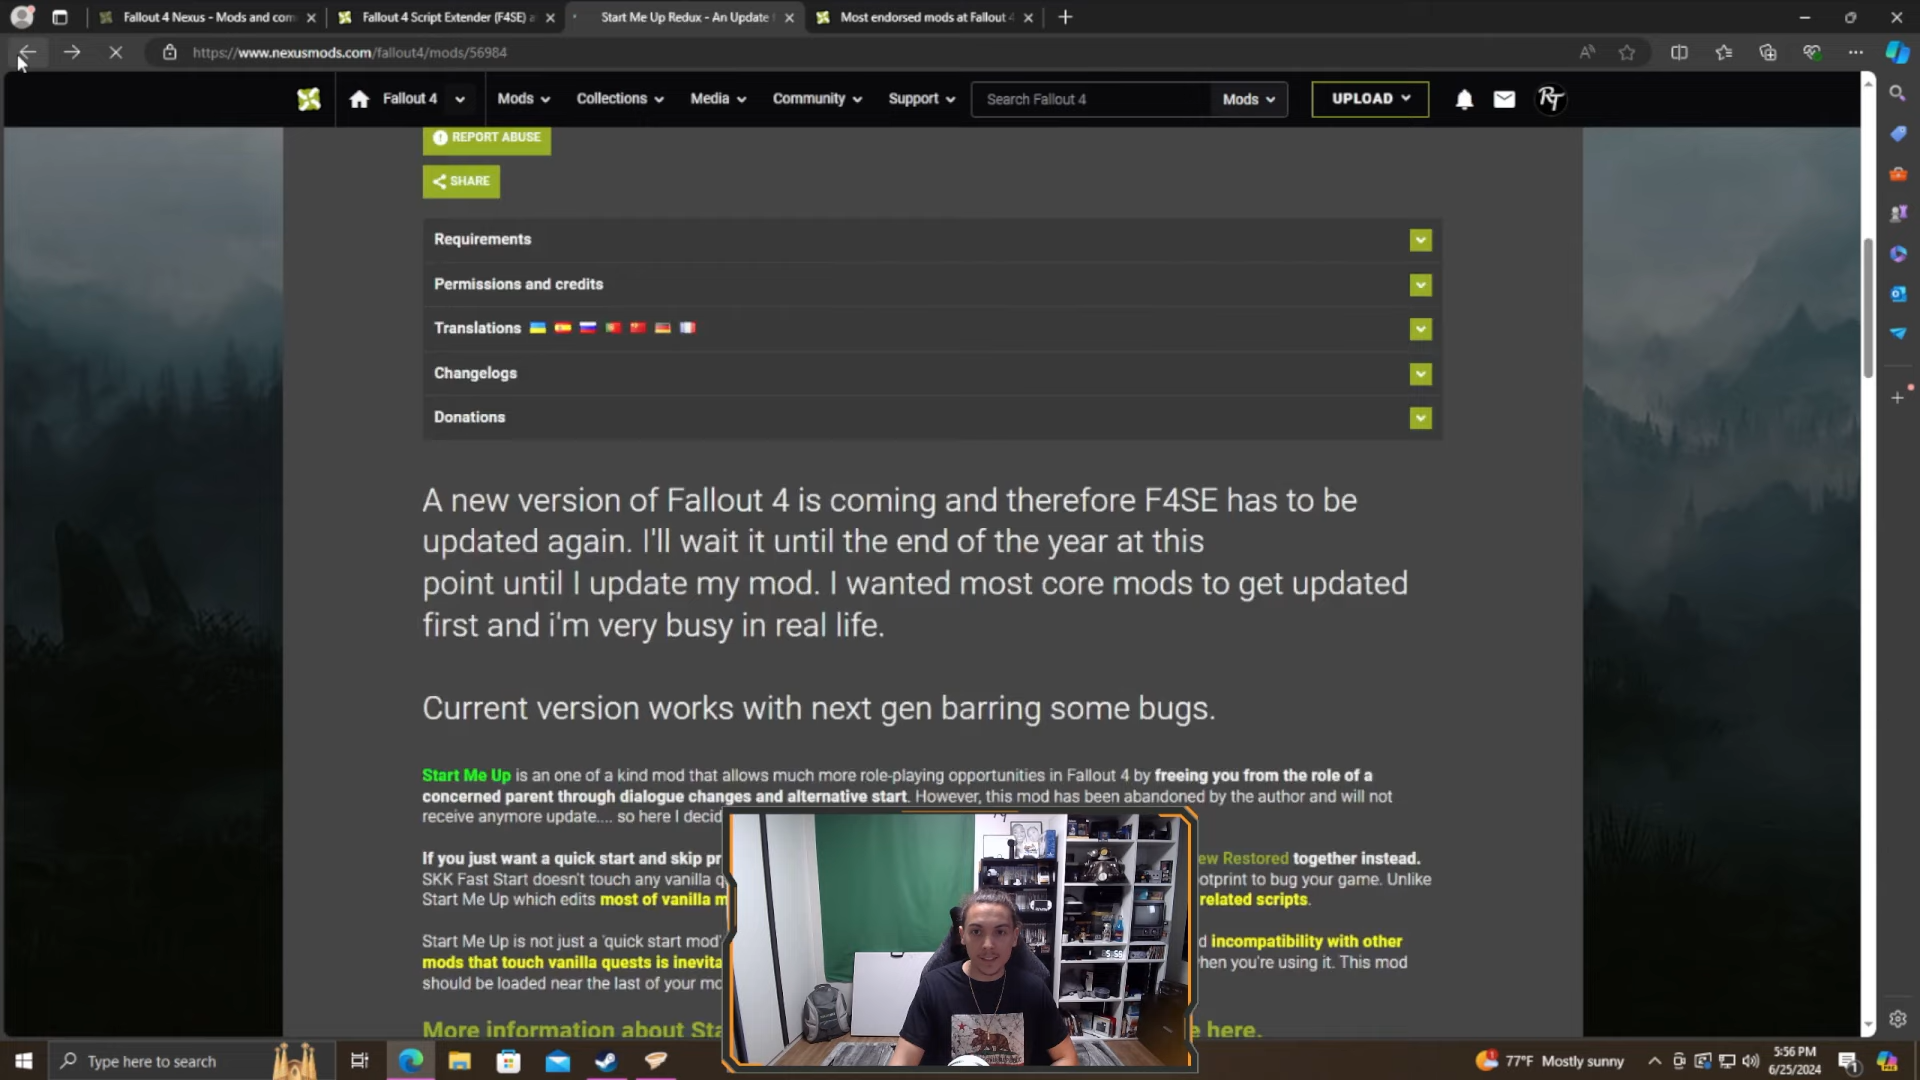 Fallout 4 Nexus - Mods and com
Fallout 4 Script Extender (F4SE) a
Start Me Up Redux - An Update
Most endorsed mods at Fallout 4
https://www.nexusmods.com/fallout4/mods/56984
Fallout 4
Mods
Collections
Media
Community
Support
Search Fallout 4
Mods
UPLOAD
REPORT ABUSE
SHARE
Requirements
Permissions and credits
Translations
Changelogs
Donations
A new version of Fallout 4 is coming and therefore F4SE has to be
updated again. I'll wait it until the end of the year at this
point until I update my mod. I wanted most core mods to get updated
first and i'm very busy in real life.
Current version works with next gen barring some bugs.
Start Me Up is an one of a kind mod that allows much more role-playing opportunities in Fallout 4 by freeing you from the role of a
concerned parent through dialogue changes and alternative start. However, this mod has been abandoned by the author and will not
receive anymore update.... so here I decid
If you just want a quick start and skip pr ew Restored together instead.
SKK Fast Start doesn't touch any vanilla q otprint to bug your game. Unlike
Start Me Up which edits most of vanilla m related scripts.
Start Me Up is not just a 'quick start mod' d incompatibility with other
mods that touch vanilla quests is inevita hen you're using it. This mod
should be loaded near the last of your mo
More information about Sta e here.
Type here to search
77°F Mostly sunny
5:56 PM
6/25/2024